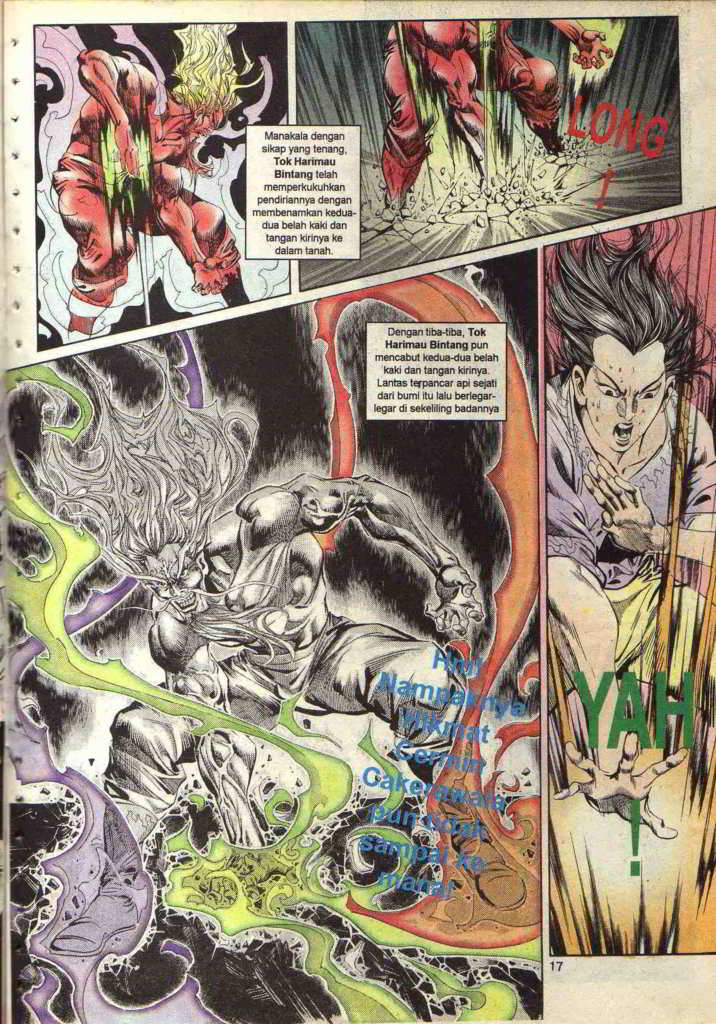 Manakala dengan
sikap yang tenang,
Tok Harimau
Bintang telah
memperkukuhkan
pendiriannya dengan
membenamkan kedua-
dua belah kaki dan
tangan kirinya ke
dalam tanah.
LONG
!
Dengan tiba-tiba, Tok
Harimau Bintang pun
mencabut kedua-dua belah
kaki dan tangan kirinya.
Lantas terpancar api sejati
dari bumi itu lalu berlegar-
legar di sekeliling badannya
Hm!
Nampaknya
Hikmat
Cermin
Cakerawala
pun tidak
sampai ke
mana!
YAH
!
17